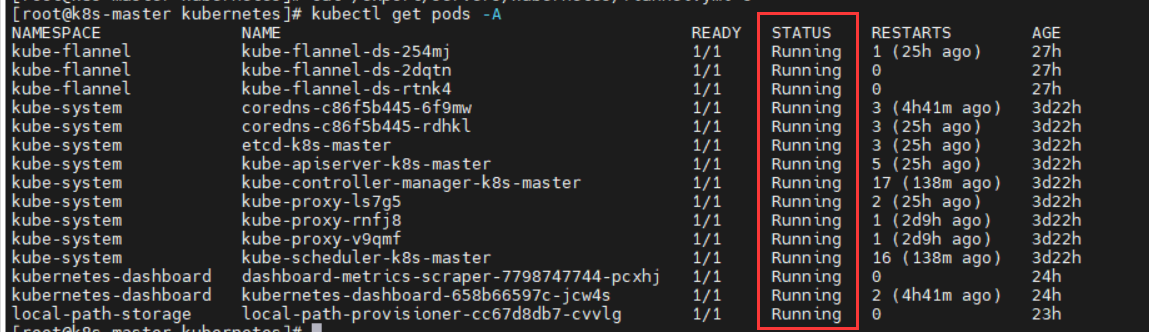 [root@k8s-master kubernetes]# kubectl get pods -A
NAMESPACE NAME READY STATUS RESTARTS AGE
kube-flannel kube-flannel-ds-254mj 1/1 Running 1 (25h ago) 27h
kube-flannel kube-flannel-ds-2dqtn 1/1 Running 0 27h
kube-flannel kube-flannel-ds-rtnk4 1/1 Running 0 27h
kube-system coredns-c86f5b445-6f9mw 1/1 Running 3 (4h41m ago) 3d22h
kube-system coredns-c86f5b445-rdhkl 1/1 Running 3 (25h ago) 3d22h
kube-system etcd-k8s-master 1/1 Running 3 (25h ago) 3d22h
kube-system kube-apiserver-k8s-master 1/1 Running 5 (25h ago) 3d22h
kube-system kube-controller-manager-k8s-master 1/1 Running 17 (138m ago) 3d22h
kube-system kube-proxy-ls7g5 1/1 Running 2 (25h ago) 3d22h
kube-system kube-proxy-rnfj8 1/1 Running 1 (2d9h ago) 3d22h
kube-system kube-proxy-v9qmf 1/1 Running 1 (2d9h ago) 3d22h
kube-system kube-scheduler-k8s-master 1/1 Running 16 (138m ago) 3d22h
kubernetes-dashboard dashboard-metrics-scraper-7798747744-pcxhj 1/1 Running 0 24h
kubernetes-dashboard kubernetes-dashboard-658b66597c-jcw4s 1/1 Running 2 (4h41m ago) 24h
local-path-storage local-path-provisioner-cc67d8db7-cvvlg 1/1 Running 0 23h
[root@k8s-master kubernetes]#